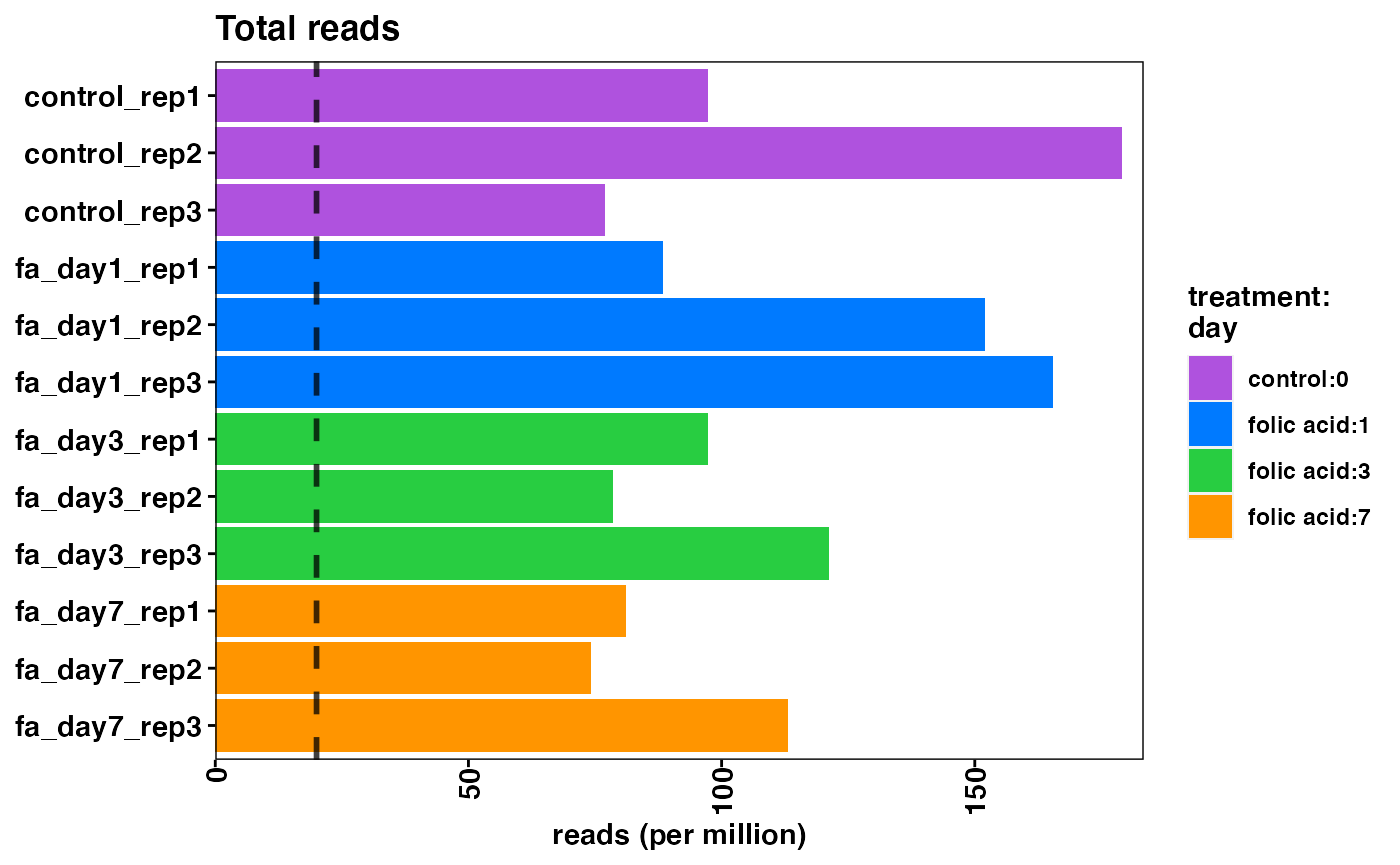 Total reads
control_rep1
control_rep2
control_rep3
fa_day1_rep1
fa_day1_rep2
fa_day1_rep3
fa_day3_rep1
fa_day3_rep2
fa_day3_rep3
fa_day7_rep1
fa_day7_rep2
fa_day7_rep3
0
50
100
150
reads (per million)
treatment:
day
control:0
folic acid:1
folic acid:3
folic acid:7